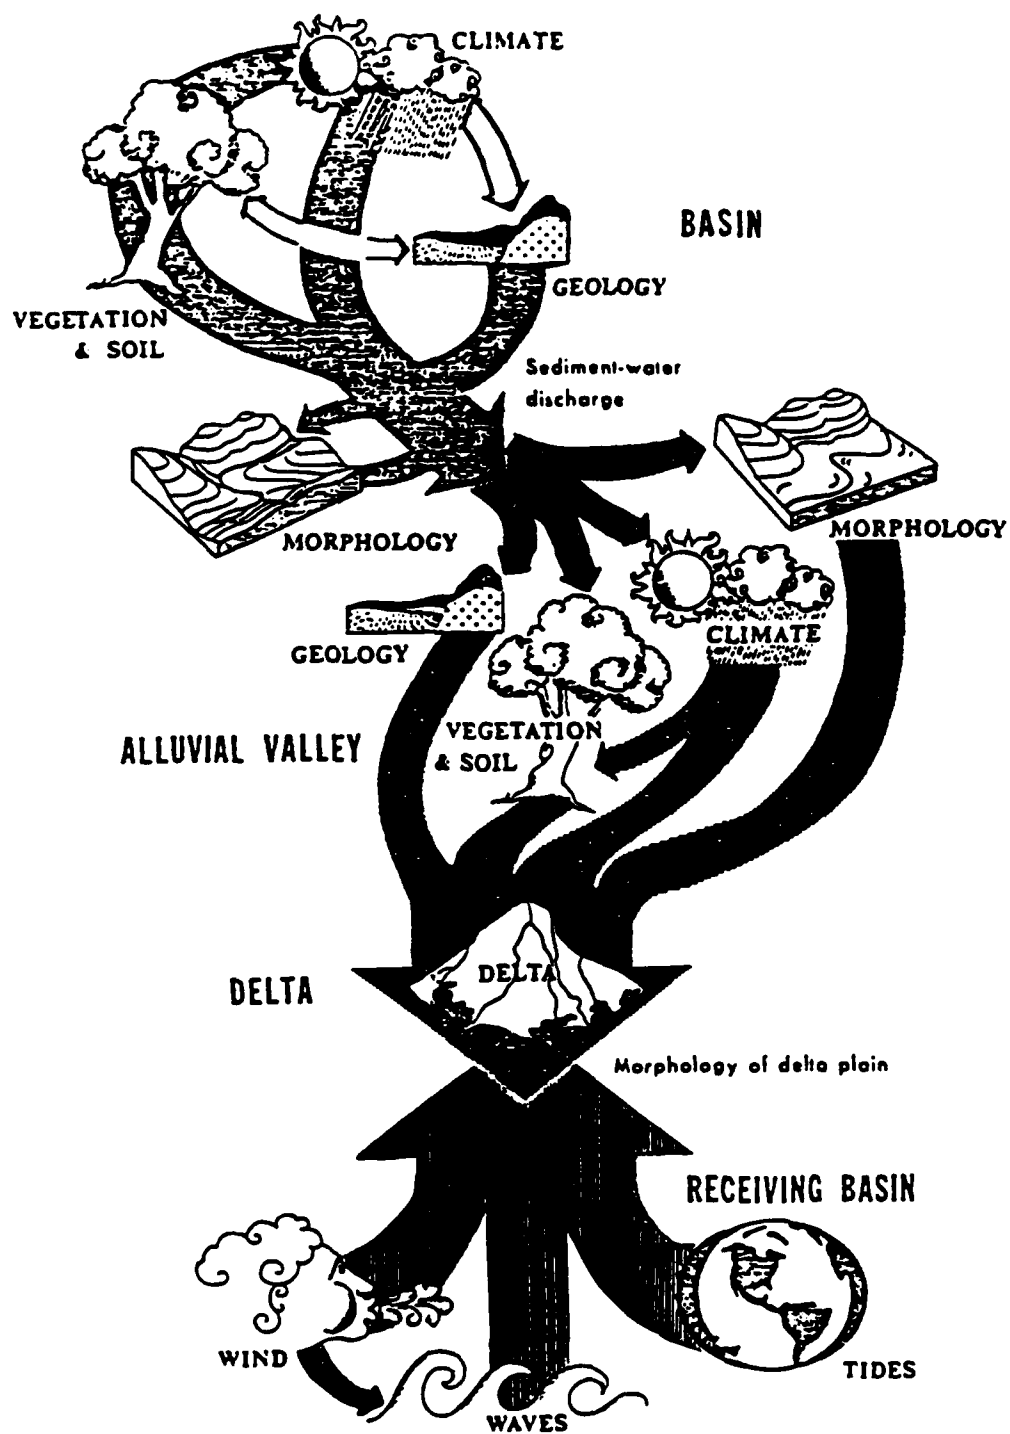 CLIMATE
BASIN
GEOLOGY
VEGETATION
& SOIL
Sediment-water
discharge
MORPHOLOGY
MORPHOLOGY
GEOLOGY
CLIMATE
VEGETATION
& SOIL
ALLUVIAL VALLEY
DELTA
DELTA
Morphology of delta plain
RECEIVING BASIN
WIND
TIDES
WAVES